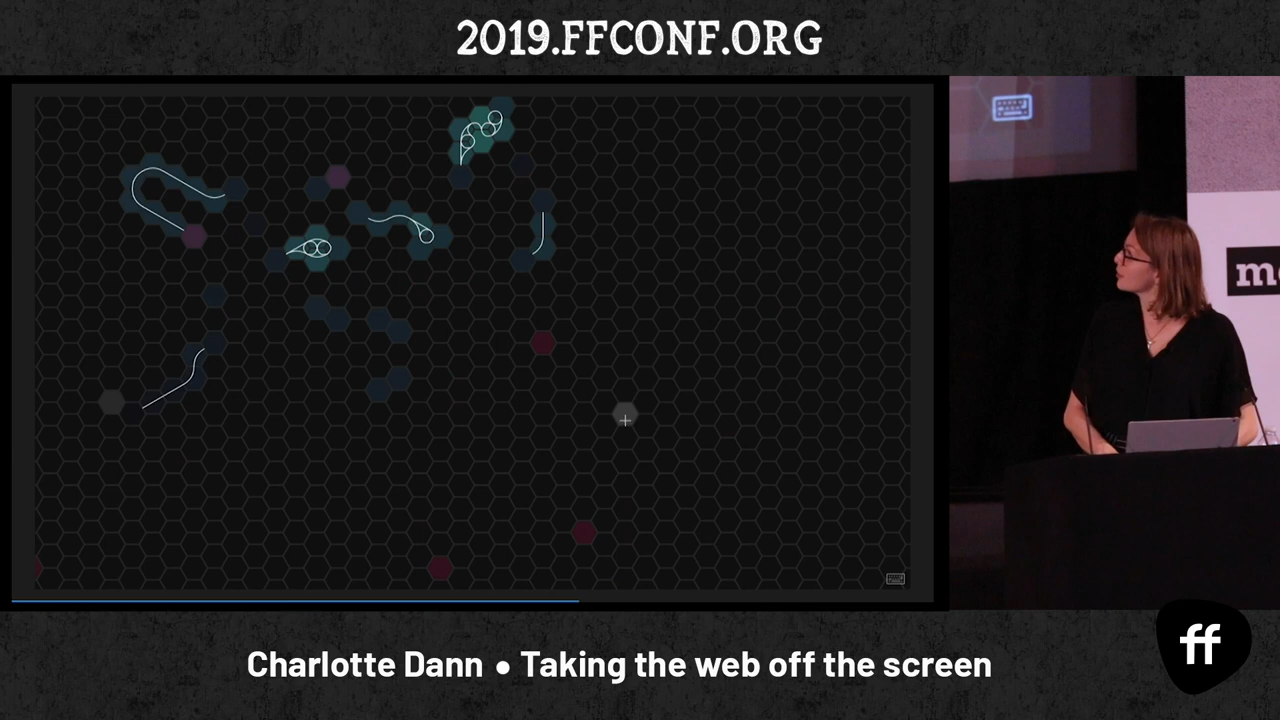 2019.FFCONF.ORG
Charlotte Dann • Taking the web off the screen
ff